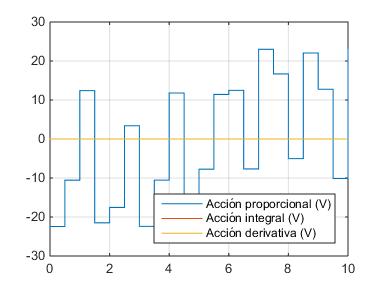 30
20
10
0
-10
-20
-30
Acción proporcional (V)
Acción integral (V)
Acción derivativa (V)
0 2 4 6 8 10